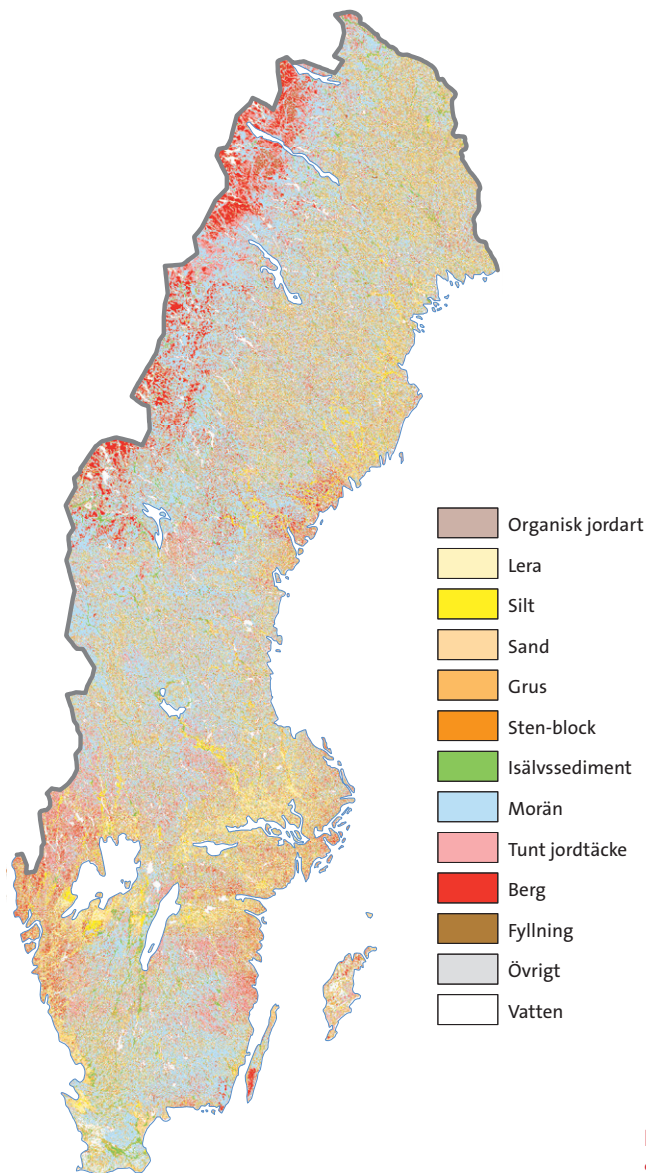 Organisk jordart
Lera
Silt
Sand
Grus
Sten-block
Isälvssediment
Morän
Tunt jordtäcke
Berg
Fyllning
Övrigt
Vatten